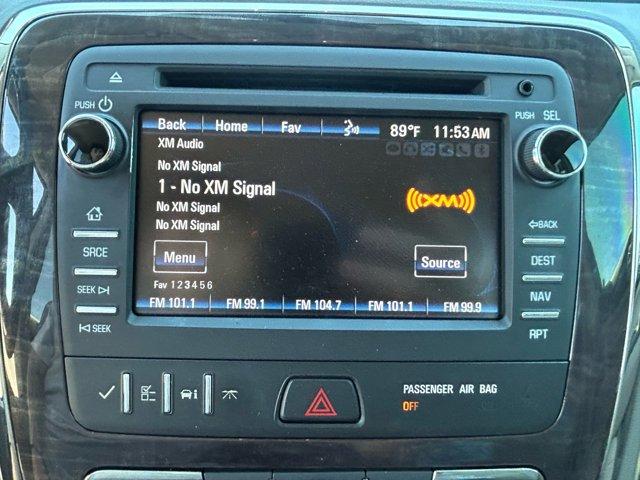 PUSH
PUSH SEL
Back Home Fav 89°F 11:53 AM
XM Audio
No XM Signal
1 - No XM Signal
No XM Signal
No XM Signal
((XM))
Menu
Source
Fav 1 2 3 4 5 6
FM 101.1 FM 99.1 FM 104.7 FM 101.1 FM 99.9
SRCE
SEEK
SEEK
BACK
DEST
NAV
RPT
PASSENGER AIR BAG
OFF